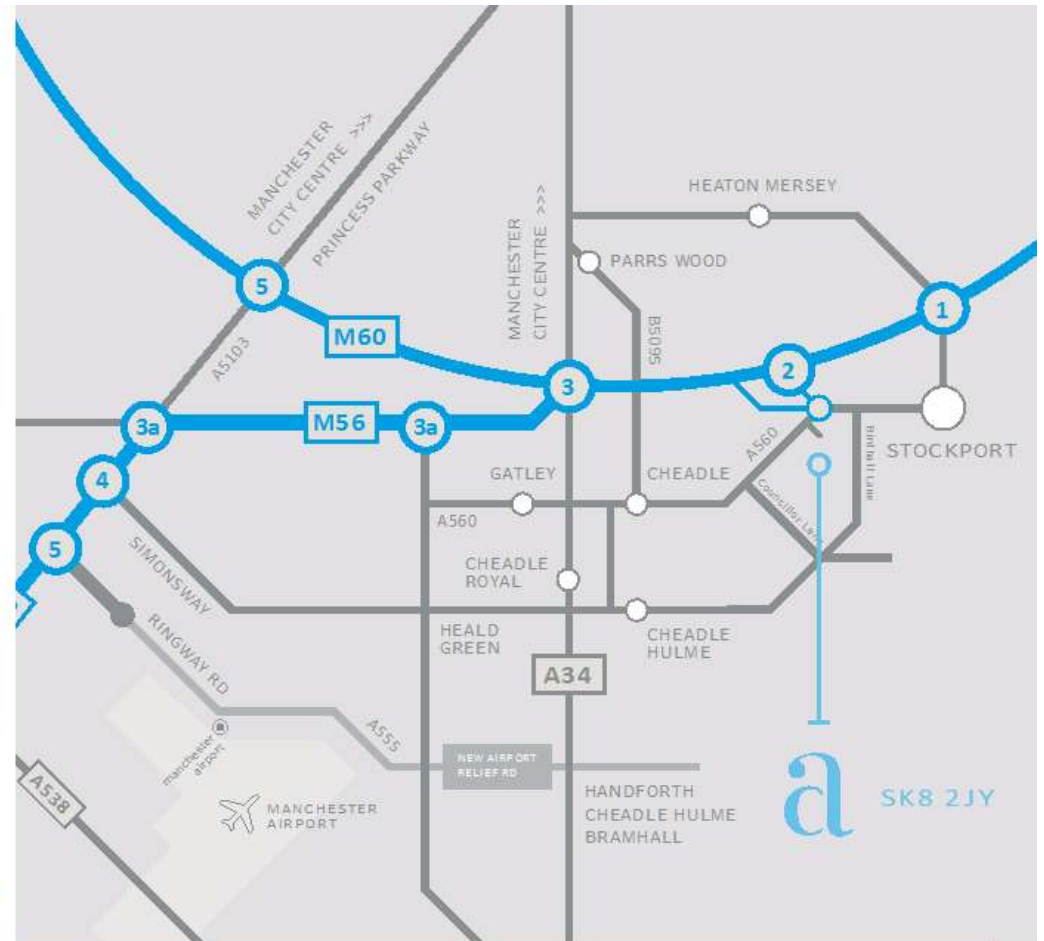 MANCHESTER
CITY CENTRE >>>
PRINCESS PARKWAY
MANCHESTER
CITY CENTRE >>>
HEATON MERSEY
PARRS WOOD
5
1
M60
B5095
A5103
3
2
3a
M56
3a
A560
STOCKPORT
4
GATLEY
CHEADLE
Councillor Lane
A560
5
SIMONSWAY
CHEADLE
ROYAL
HEALD
GREEN
CHEADLE
HULME
RINGWAY RD
A34
A555
manchester
airport
NEW AIRPORT
RELIEF RD
A538
MANCHESTER
AIRPORT
HANDFORTH
CHEADLE HULME
BRAMHALL
a
SK8 2JY